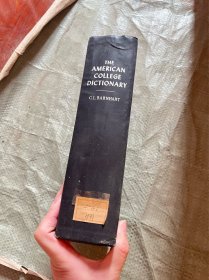 THE
AMERICAN
COLLEGE
DICTIONARY
C.L. BARNHART